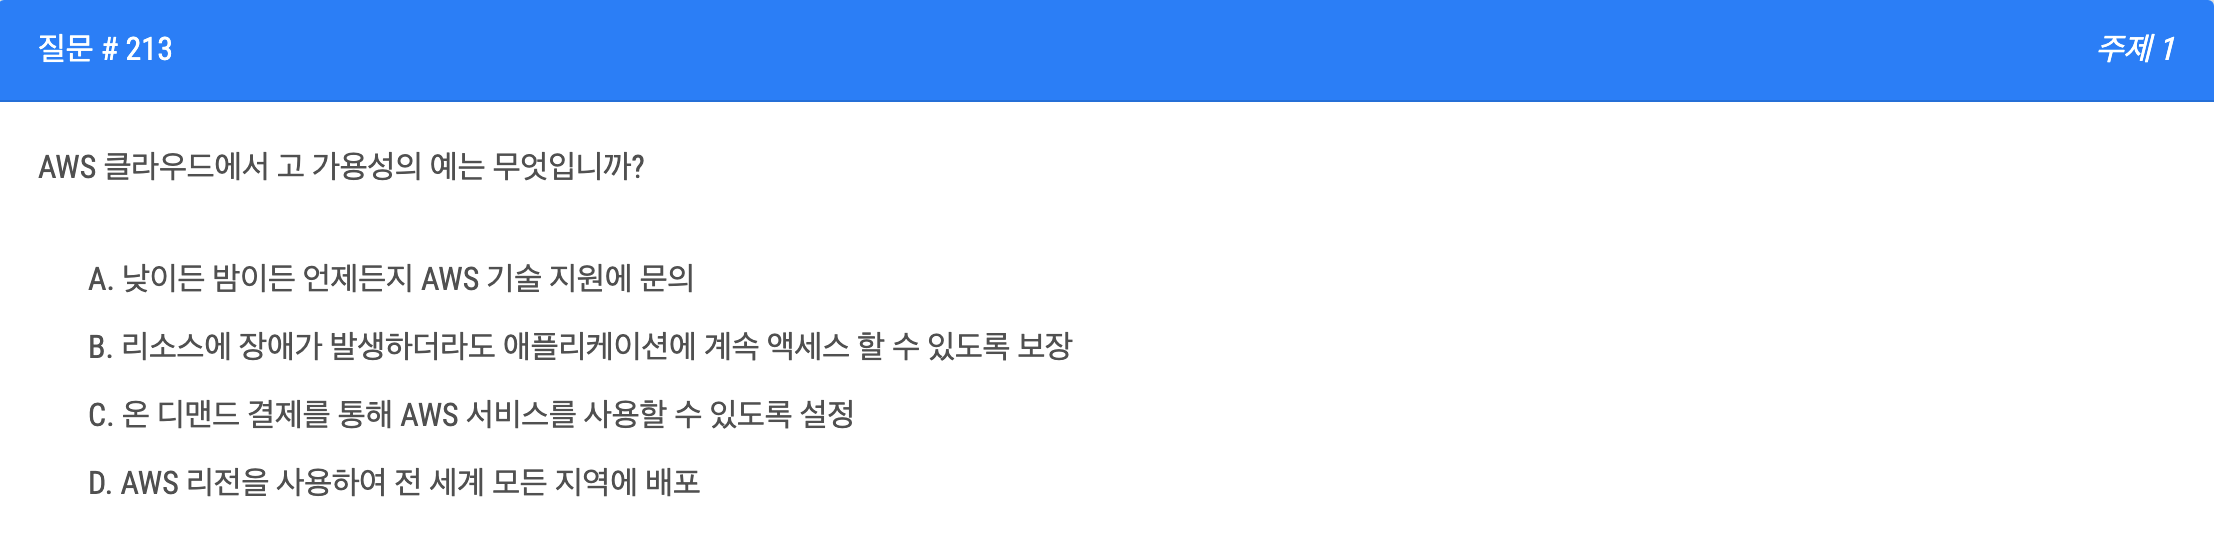 질문 # 213
주제 1
AWS 클라우드에서 고 가용성의 예는 무엇입니까?
A. 낮이든 밤이든 언제든지 AWS 기술 지원에 문의
B. 리소스에 장애가 발생하더라도 애플리케이션에 계속 액세스 할 수 있도록 보장
C. 온 디맨드 결제를 통해 AWS 서비스를 사용할 수 있도록 설정
D. AWS 리전을 사용하여 전 세계 모든 지역에 배포